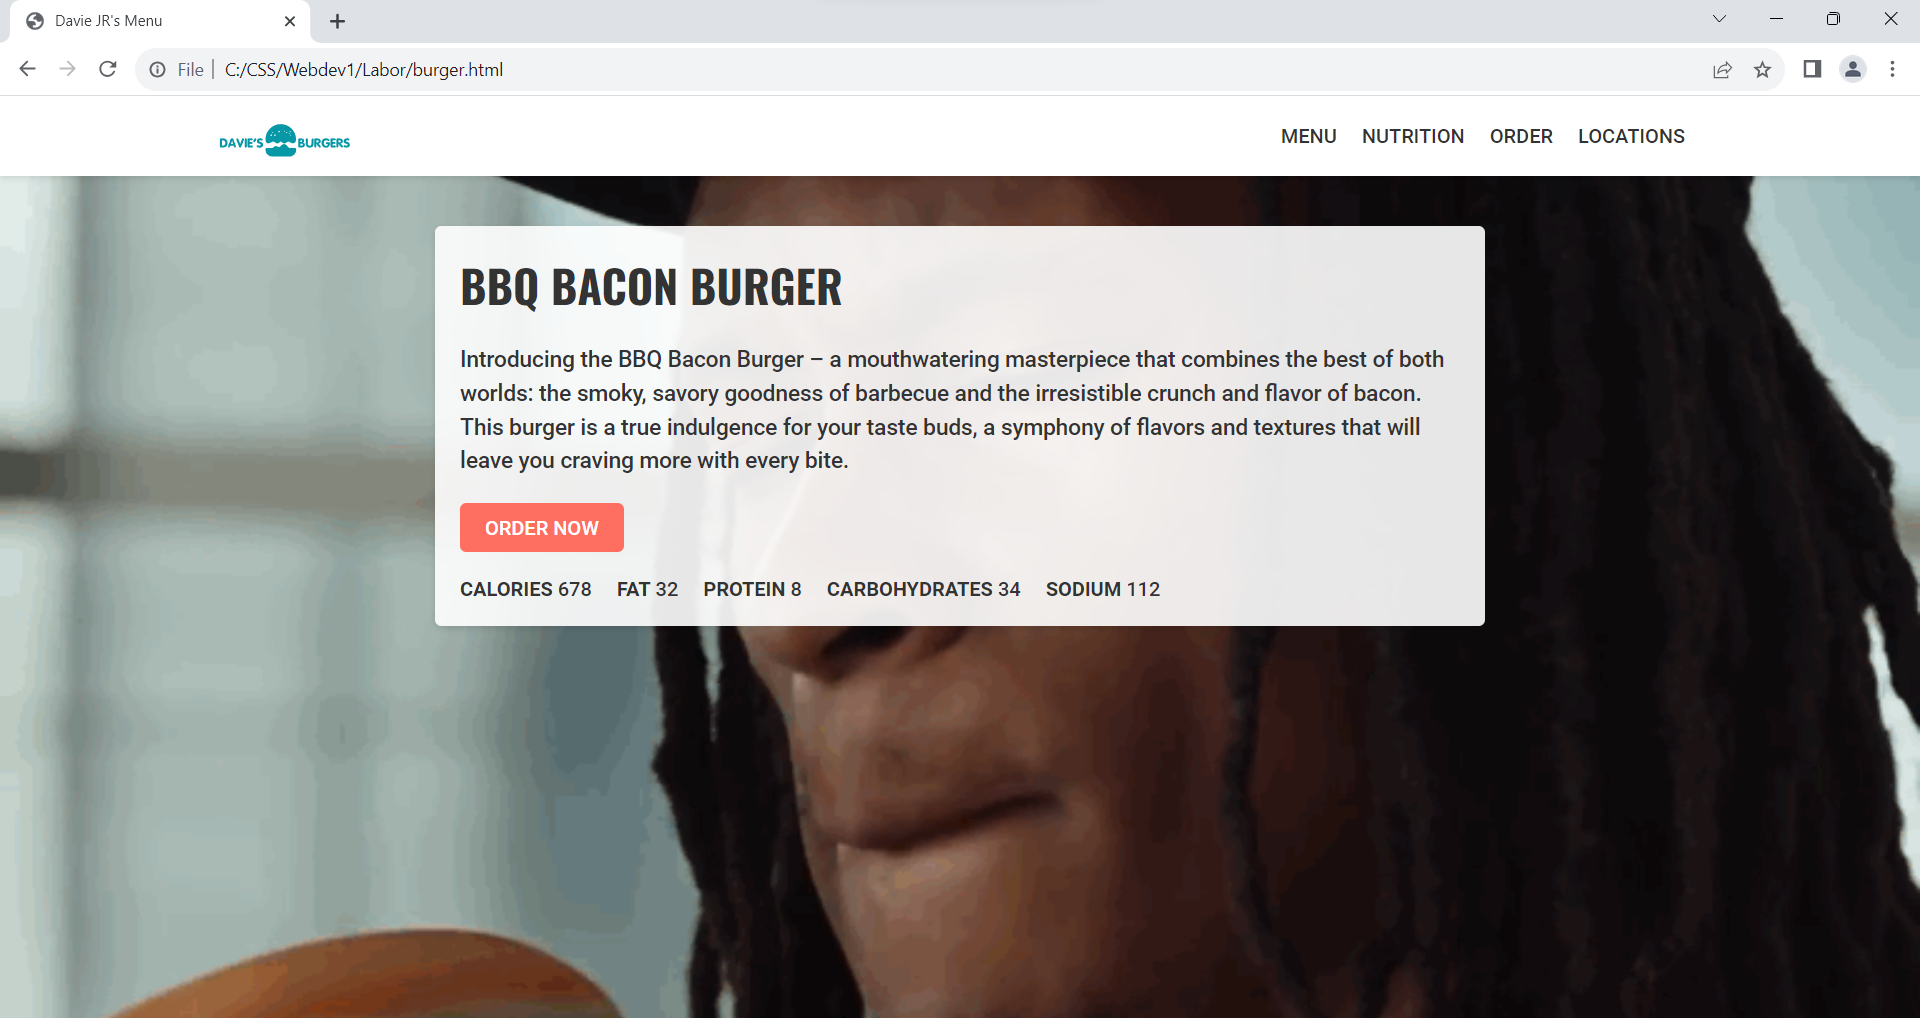 Davie JR's Menu
File
C:/CSS/Webdev1/Labor/burger.html
DAVIE'S BURGERS
MENU NUTRITION ORDER LOCATIONS
BBQ BACON BURGER
Introducing the BBQ Bacon Burger – a mouthwatering masterpiece that combines the best of both
worlds: the smoky, savory goodness of barbecue and the irresistible crunch and flavor of bacon.
This burger is a true indulgence for your taste buds, a symphony of flavors and textures that will
leave you craving more with every bite.
ORDER NOW
CALORIES 678 FAT 32 PROTEIN 8 CARBOHYDRATES 34 SODIUM 112